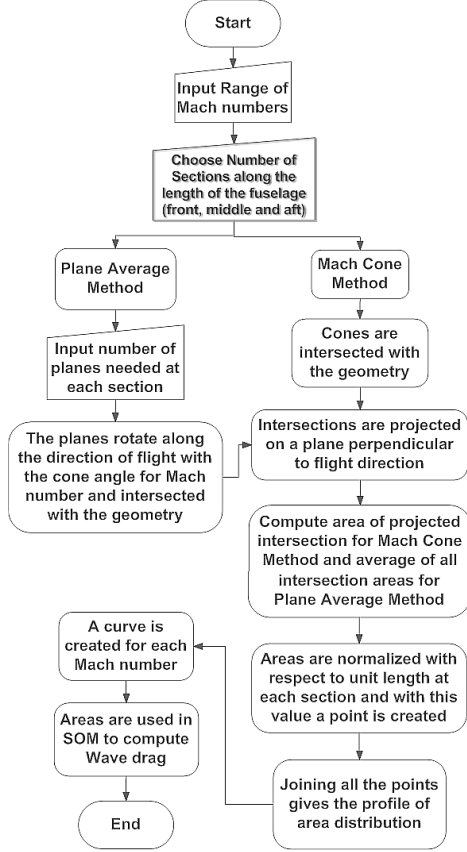 Start
Input Range of
Mach numbers
Choose Number of
Sections along the
length of the fuselage
(front, middle and aft)
Plane Average
Method
Input number of
planes needed at
each section
The planes rotate along
the direction of flight with
the cone angle for Mach
number and intersected
with the geometry
Mach Cone
Method
Cones are
intersected with
the geometry
Intersections are projected
on a plane perpendicular
to flight direction
Compute area of projected
intersection for Mach Cone
Method and average of all
intersection areas for
Plane Average Method
Areas are normalized with
respect to unit length at
each section and with this
value a point is created
Joining all the points
gives the profile of
area distribution
A curve is
created for each
Mach number
Areas are used in
SOM to compute
Wave drag
End